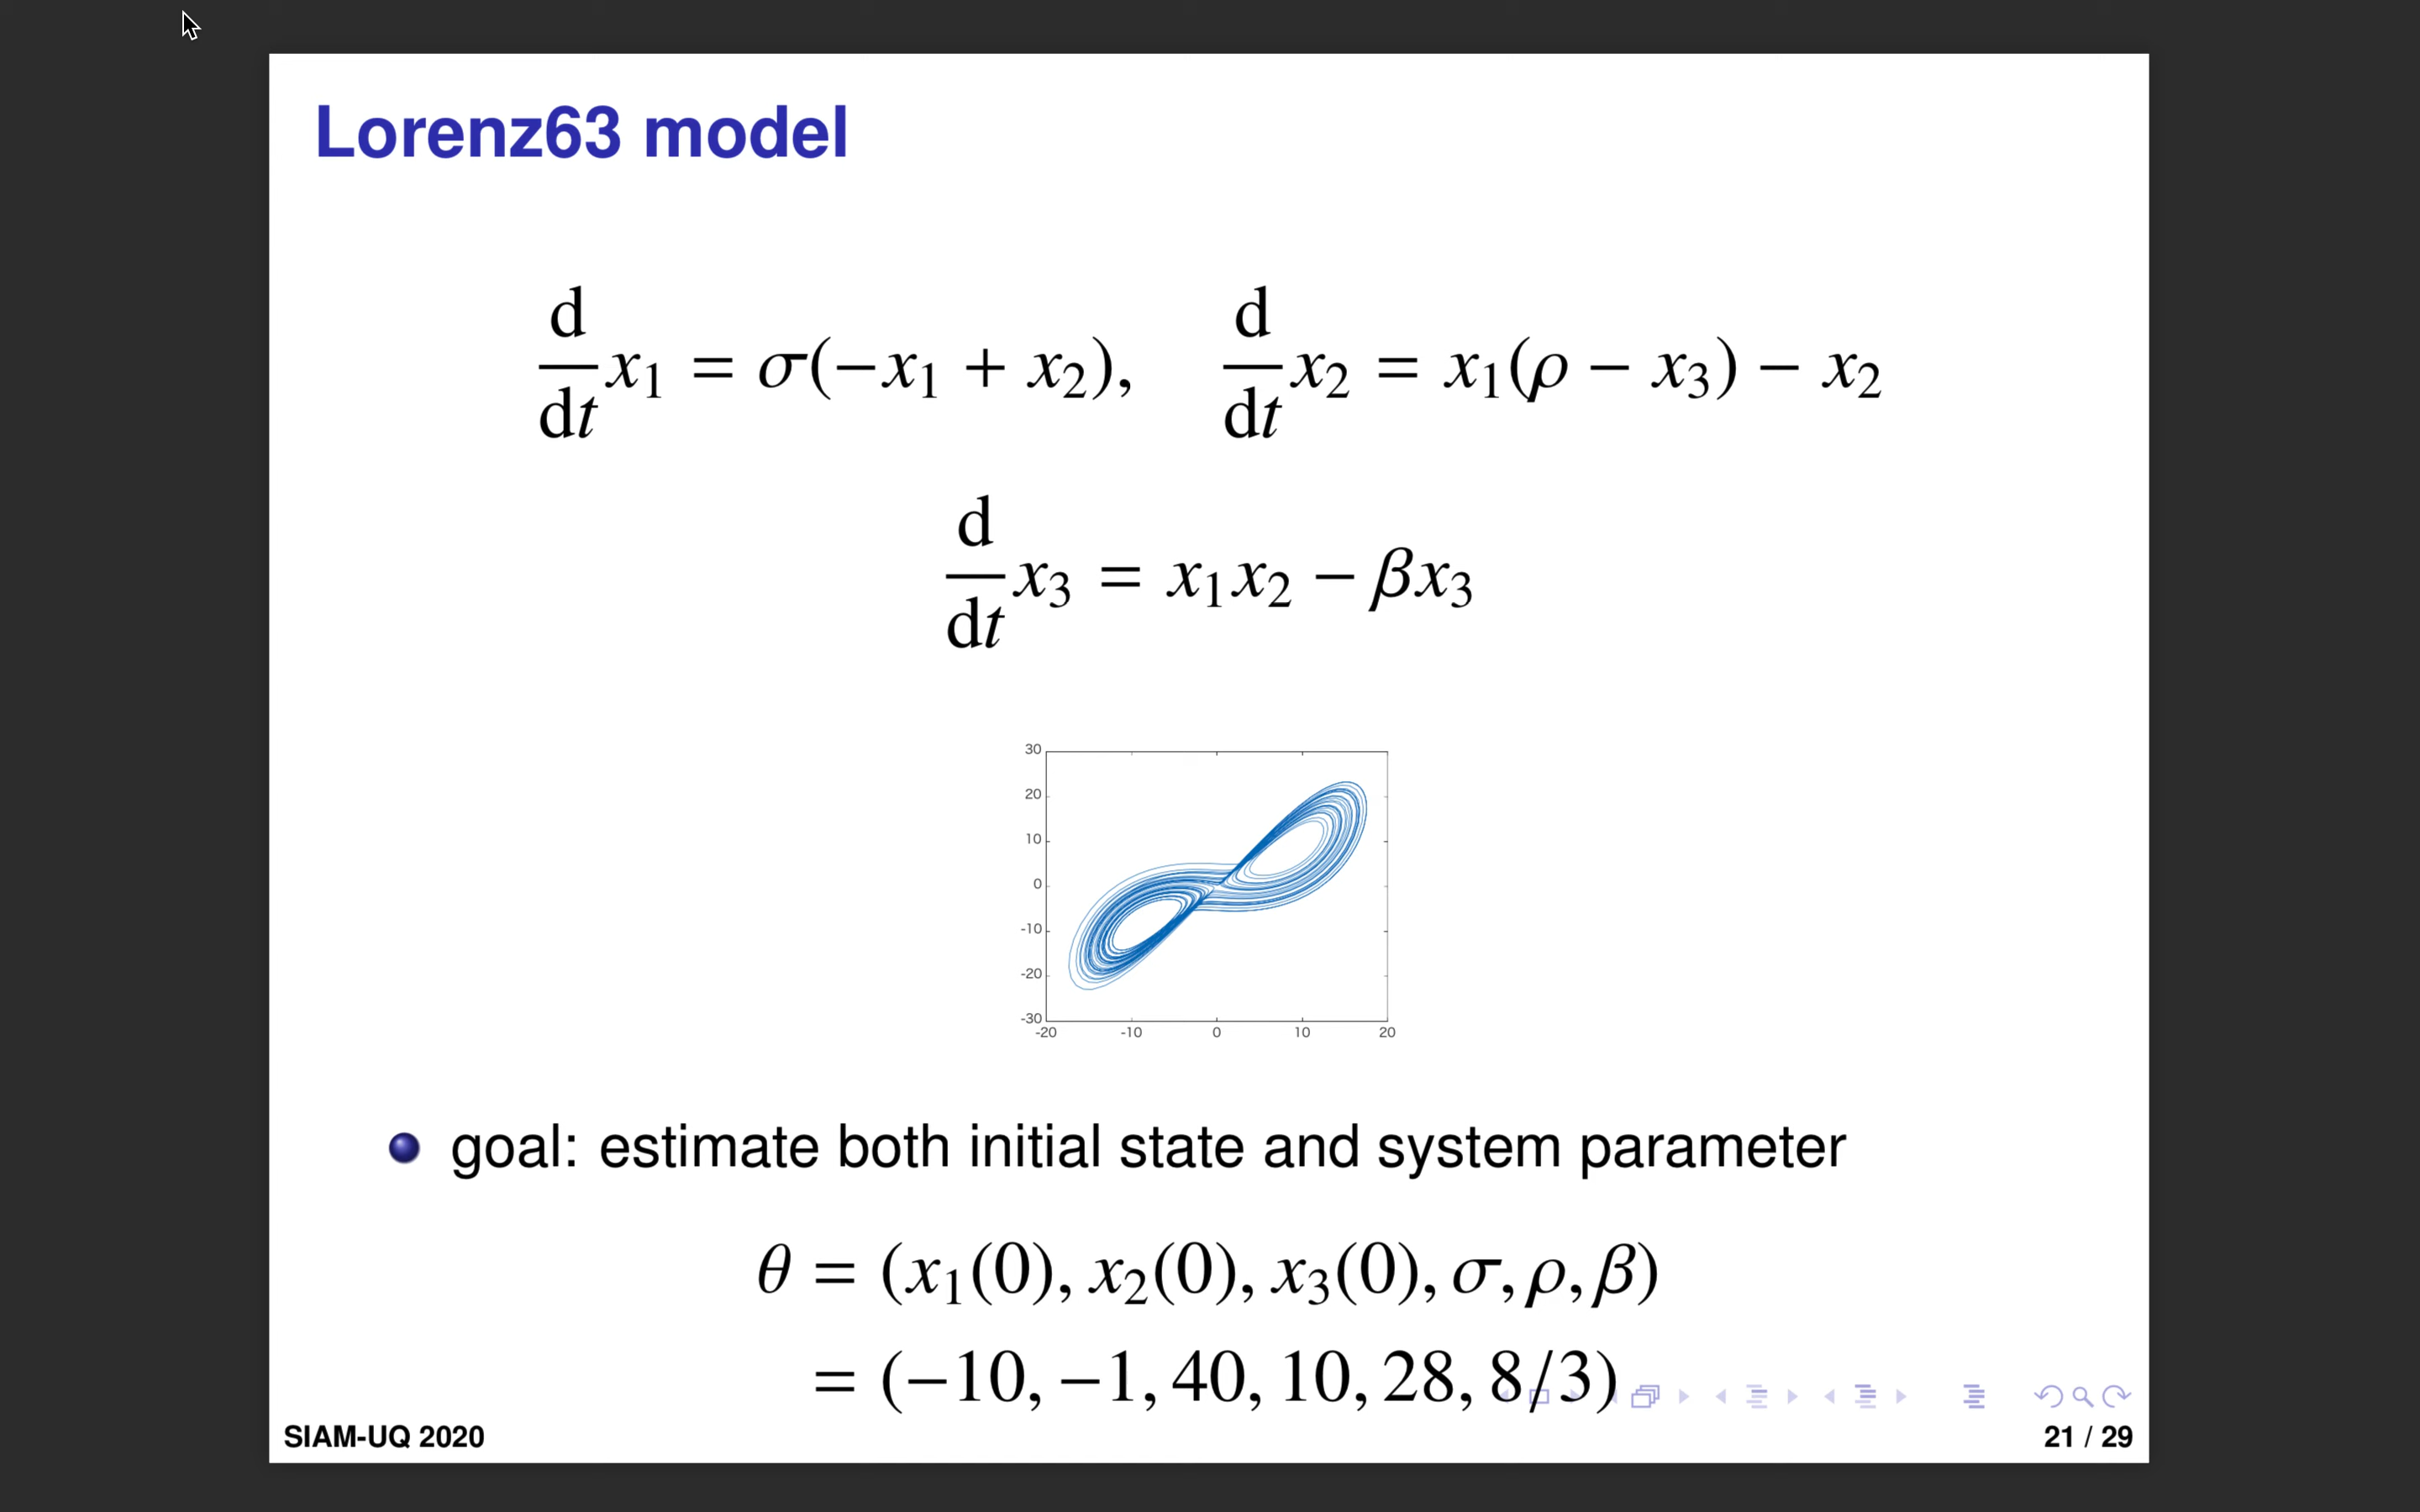 Lorenz63 model
d/dt x₁ = σ(−x₁ + x₂),   d/dt x₂ = x₁(ρ − x₃) − x₂
d/dt x₃ = x₁x₂ − βx₃
30
20
10
0
-10
-20
-30
-20 -10 0 10 20
goal: estimate both initial state and system parameter
θ = (x₁(0), x₂(0), x₃(0), σ, ρ, β)
= (−10, −1, 40, 10, 28, 8/3)
SIAM-UQ 2020
21 / 29